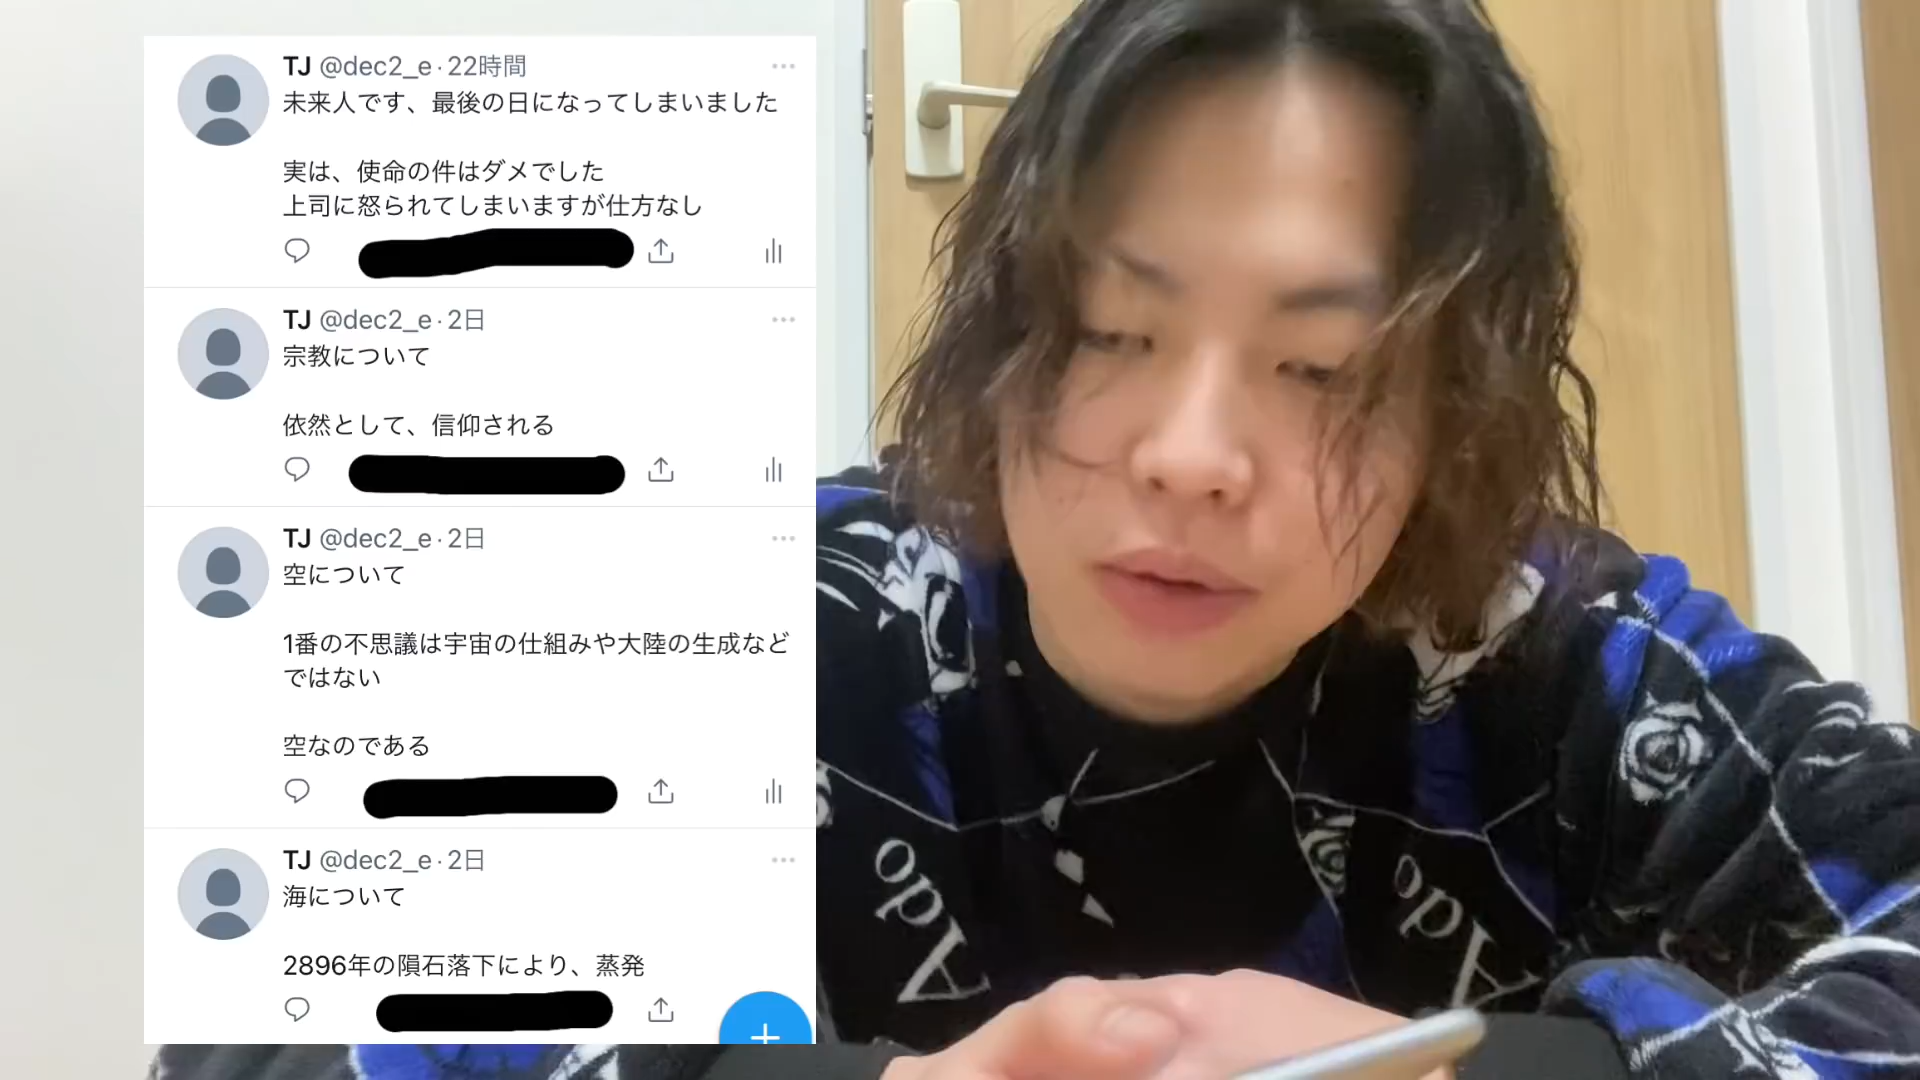 TJ @dec2_e · 22時間
未来人です、最後の日になってしまいました
実は、使命の件はダメでした
上司に怒られてしまいますが仕方なし
TJ @dec2_e · 2日
宗教について
依然として、信仰される
TJ @dec2_e · 2日
空について
1番の不思議は宇宙の仕組みや大陸の生成など
ではない
空なのである
TJ @dec2_e · 2日
海について
2896年の隕石落下により、蒸発
Ado
Ado